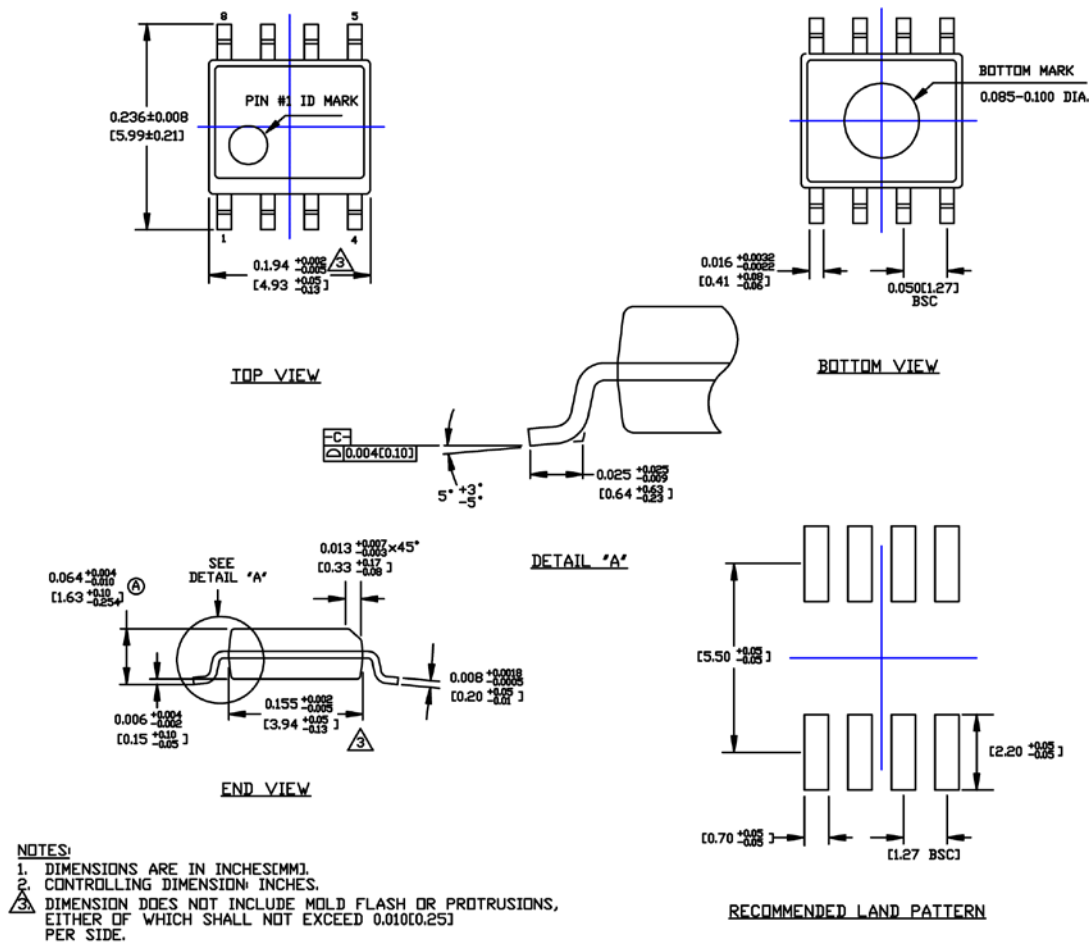 8
5
PIN #1 ID MARK
0.236±0.008
[5.99±0.21]
1
4
0.1.94 +0.002 -0.005
[4.93 +0.05 -0.13]
3
TOP VIEW
BOTTOM MARK
0.085-0.100 DIA.
0.016 +0.0032 -0.0022
[0.41 +0.08 -0.06]
0.050[1.27]
BSC
BOTTOM VIEW
-C-
⌓ 0.004[0.10]
5° +3° -5°
0.025 +0.025 -0.009
[0.64 +0.63 -0.23]
DETAIL "A"
SEE
DETAIL "A"
0.013 +0.007 -0.003 x45°
[0.33 +0.17 -0.08]
0.064 +0.004 -0.010
[1.63 +0.10 -0.254]
A
0.006 +0.004 -0.002
[0.15 +0.10 -0.05]
0.155 +0.002 -0.005
[3.94 +0.05 -0.13]
3
0.008 +0.0018 -0.0005
[0.20 +0.05 -0.01]
END VIEW
[5.50 +0.05 -0.05]
[2.20 +0.05 -0.05]
[0.70 +0.05 -0.05]
[1.27 BSC]
RECOMMENDED LAND PATTERN
NOTES:
1. DIMENSIONS ARE IN INCHES[MM].
2. CONTROLLING DIMENSION: INCHES.
3 DIMENSION DOES NOT INCLUDE MOLD FLASH OR PROTRUSIONS,
EITHER OF WHICH SHALL NOT EXCEED 0.010[0.25]
PER SIDE.